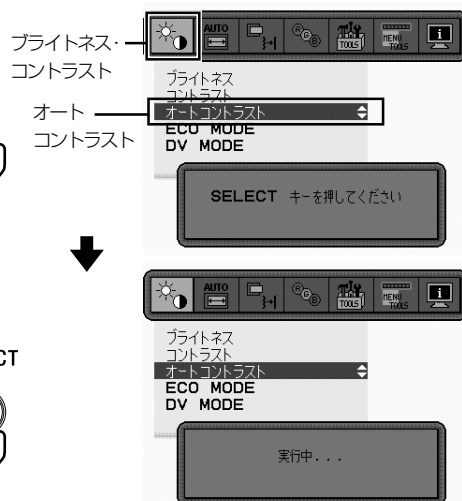 ブライトネス・
コントラスト
オート
コントラスト
AUTO
RGB
TOOLS
MENU
TOOLS
i
ブライトネス
コントラスト
オートコントラスト
ECO MODE
DV MODE
SELECT キーを押してください
CT
AUTO
RGB
TOOLS
MENU
TOOLS
i
ブライトネス
コントラスト
オートコントラスト
ECO MODE
DV MODE
実行中...